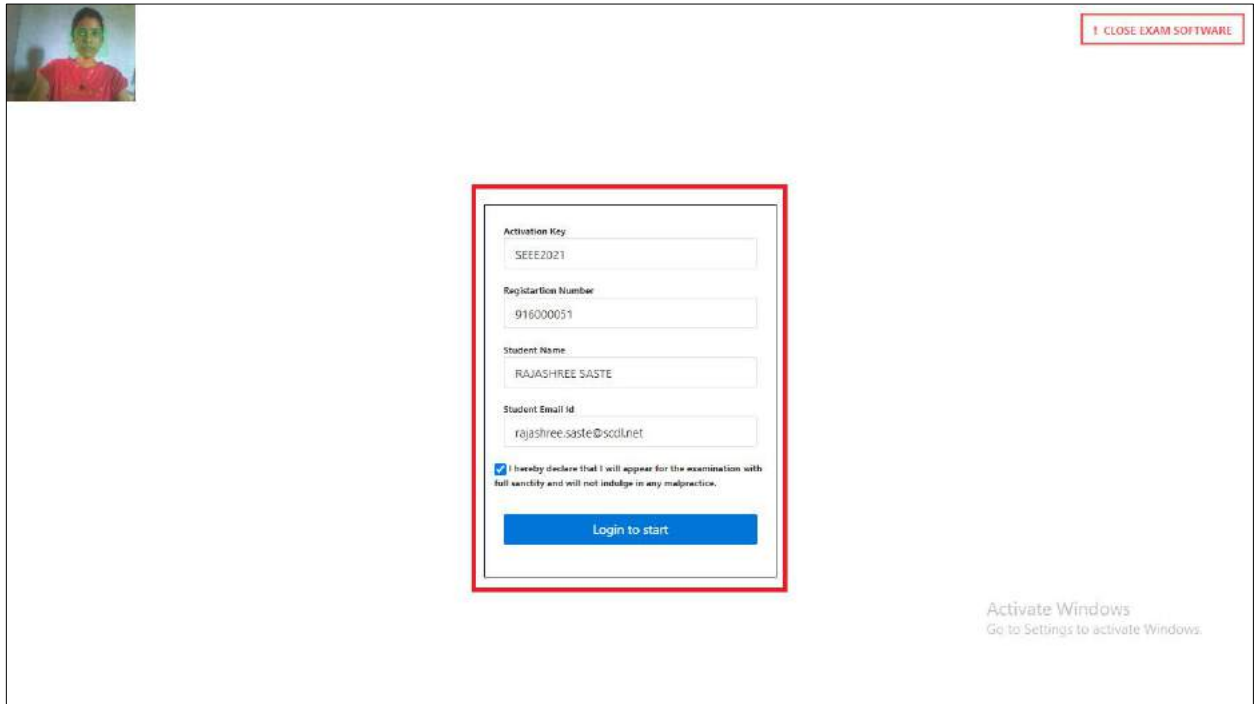 ! CLOSE EXAM SOFTWARE
Activation Key
SEEE2021
Registartion Number
916000051
Student Name
RAJASHREE SASTE
Student Email Id
rajashree.saste@scdl.net
I hereby declare that I will appear for the examination with
full sanctity and will not indulge in any malpractice.
Login to start
Activate Windows
Go to Settings to activate Windows.